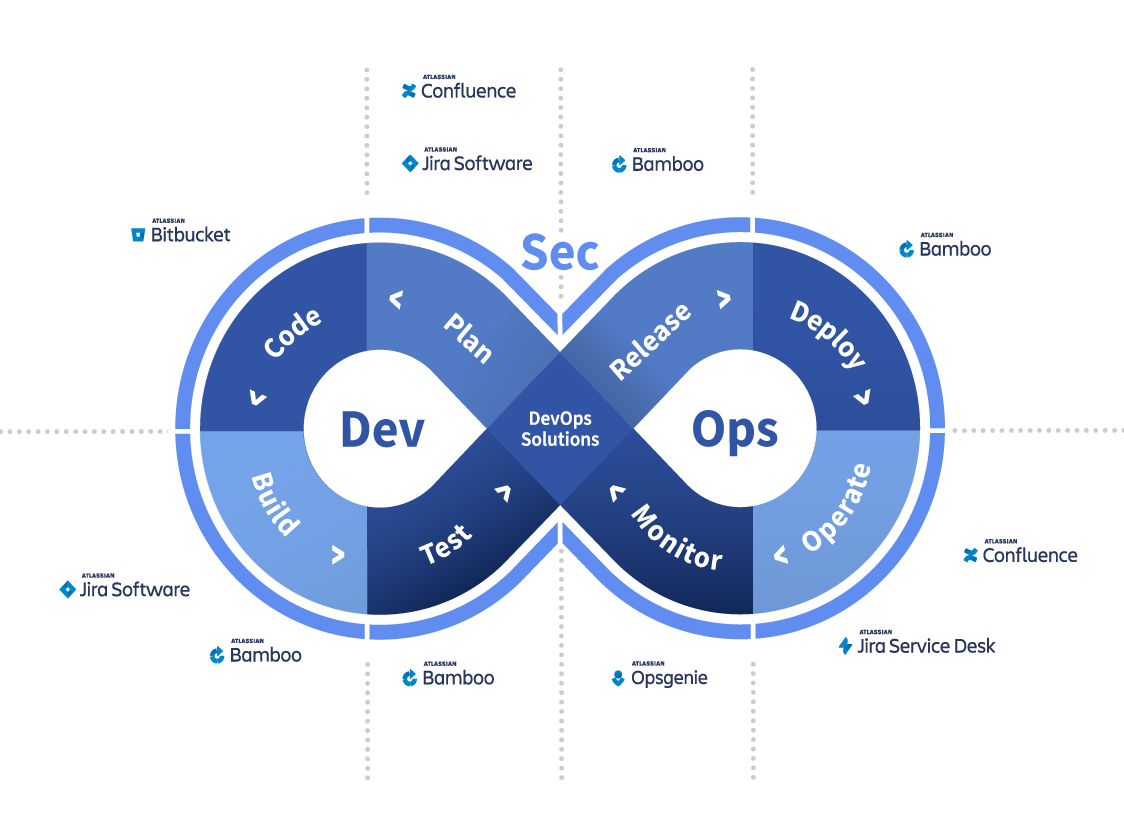 ATLASSIAN
Confluence
ATLASSIAN
Jira Software
ATLASSIAN
Bamboo
ATLASSIAN
Bitbucket
ATLASSIAN
Bamboo
Sec
Code
Plan
Release
Deploy
Dev
DevOps
Solutions
Ops
Build
Test
Monitor
Operate
ATLASSIAN
Confluence
ATLASSIAN
Jira Software
ATLASSIAN
Jira Service Desk
ATLASSIAN
Bamboo
ATLASSIAN
Bamboo
ATLASSIAN
Opsgenie